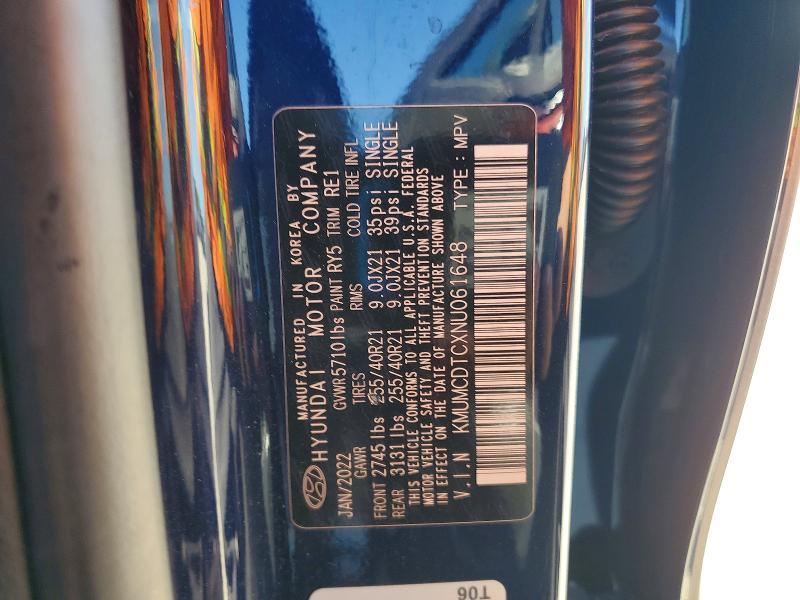 MANUFACTURED IN KOREA BY
HYUNDAI MOTOR COMPANY
JAN/2022 GVWR 5710lbs PAINT RY5 TRIM RE1
GAWR TIRES RIMS COLD TIRE INFL
FRONT 2745 lbs 255/40R21 9.0JX21 35psi SINGLE
REAR 3131 lbs 255/40R21 9.0JX21 39psi SINGLE
THIS VEHICLE CONFORMS TO ALL APPLICABLE U.S.A. FEDERAL
MOTOR VEHICLE SAFETY AND THEFT PREVENTION STANDARDS
IN EFFECT ON THE DATE OF MANUFACTURE SHOWN ABOVE
V.I.N KMUMCDTCXNU061648 TYPE : MPV
T06